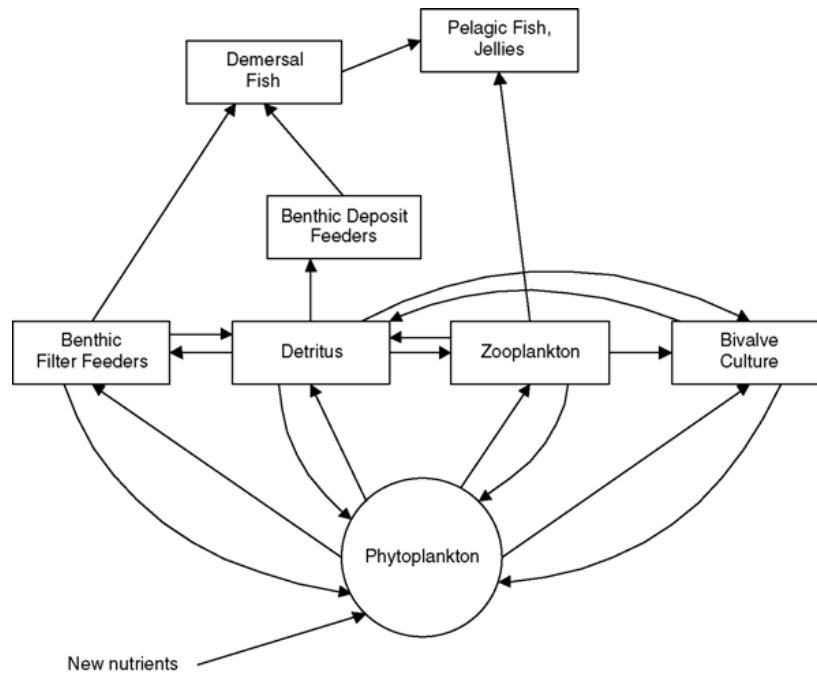 Pelagic Fish,
Jellies
Demersal
Fish
Benthic Deposit
Feeders
Benthic
Filter Feeders
Detritus
Zooplankton
Bivalve
Culture
Phytoplankton
New nutrients